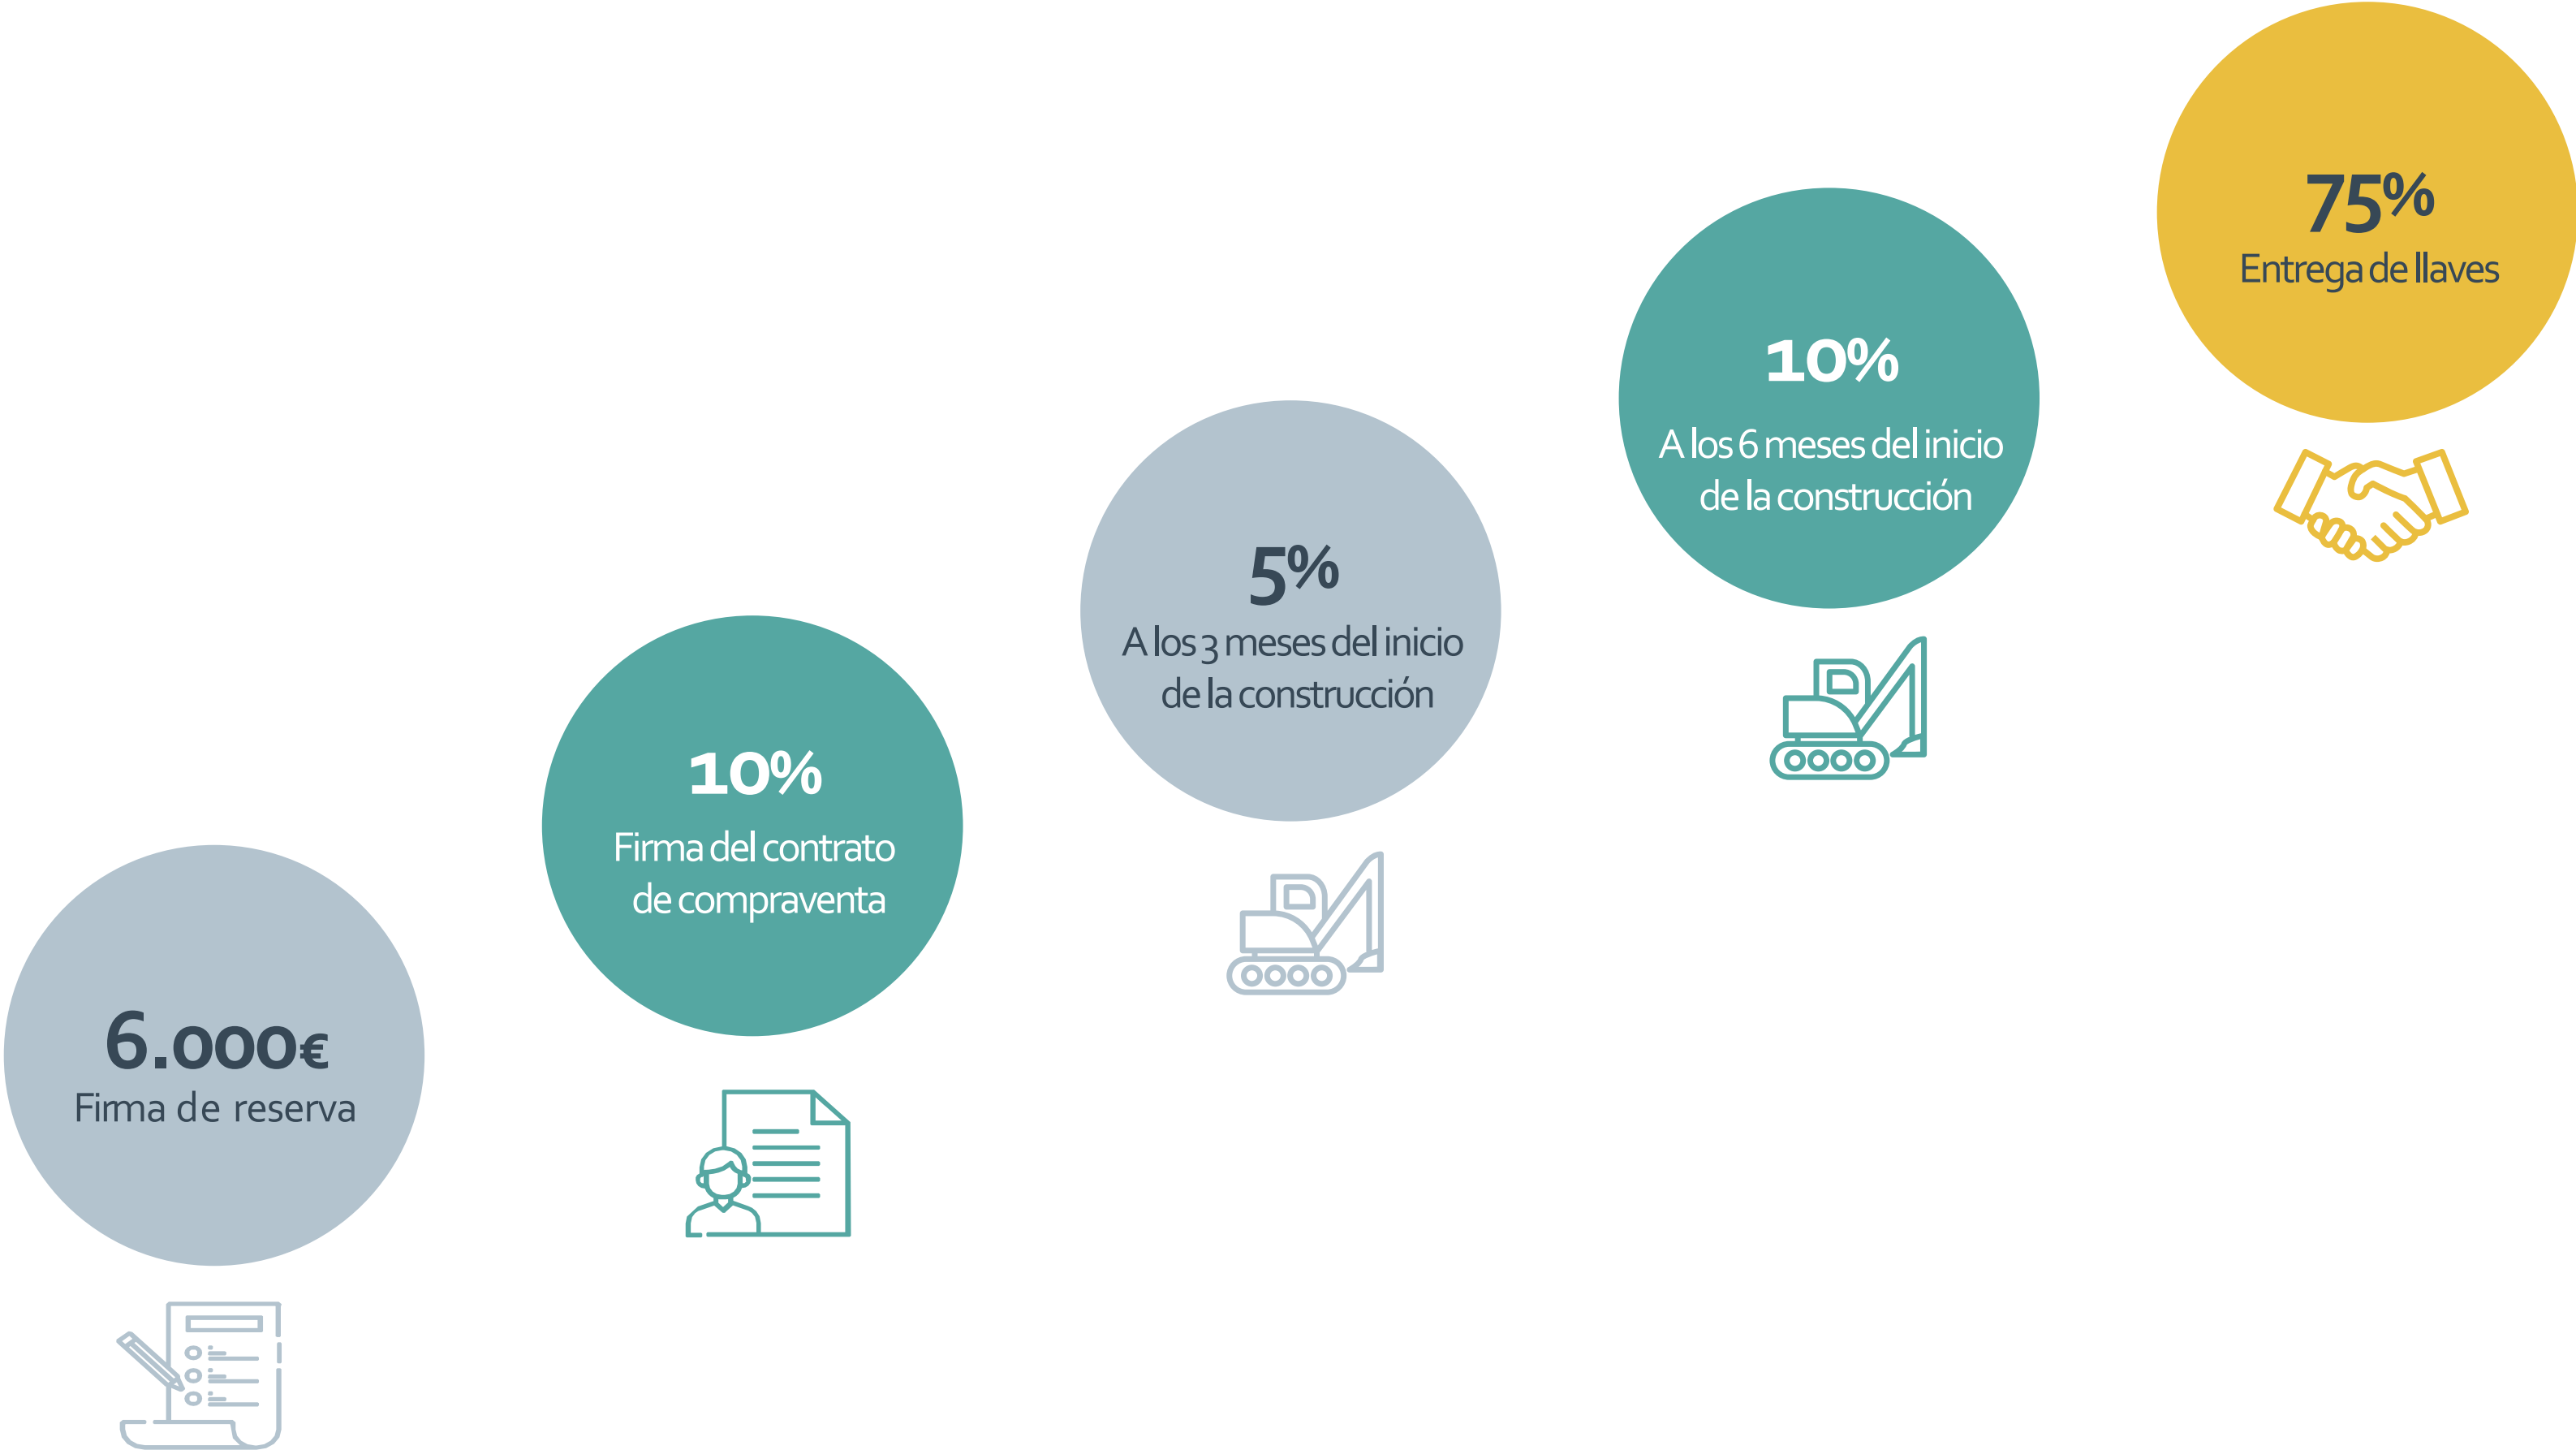 6.000€
Firma de reserva
10%
Firma del contrato
de compraventa
5%
A los 3 meses del inicio
de la construcción
10%
A los 6 meses del inicio
de la construcción
75%
Entrega de llaves